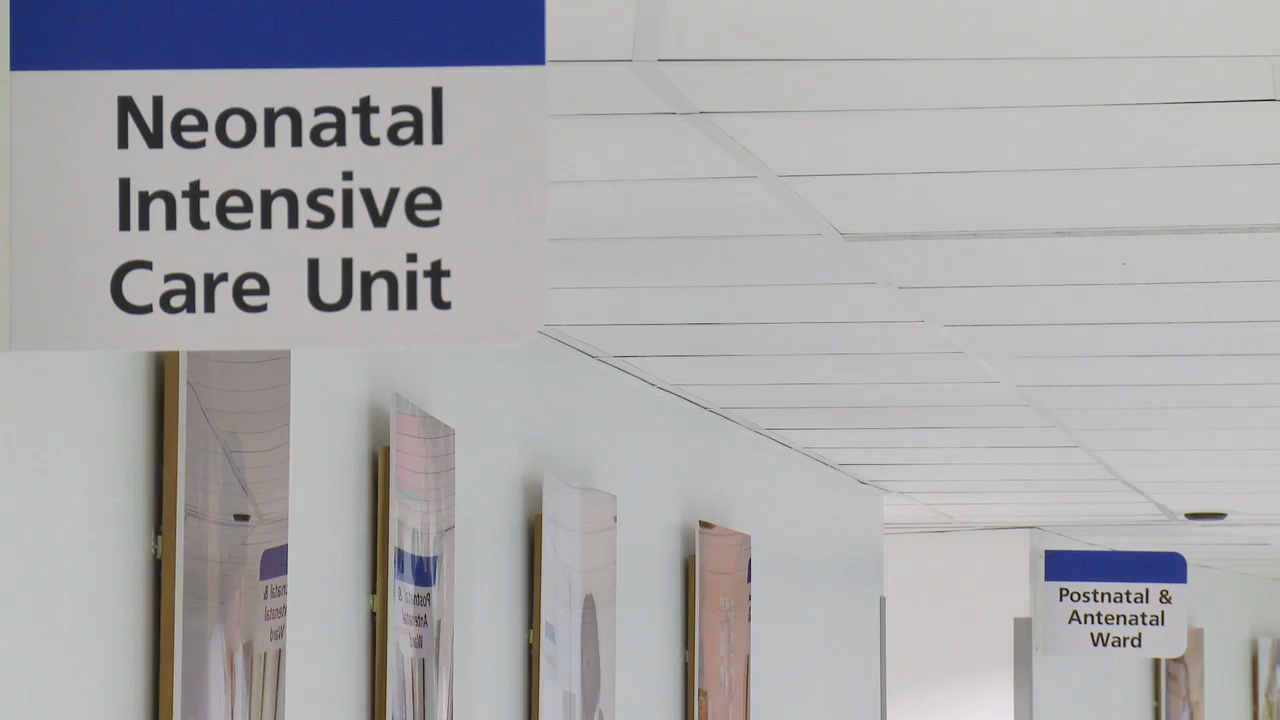 Neonatal
Intensive
Care Unit
Postnatal &
Antenatal
Ward